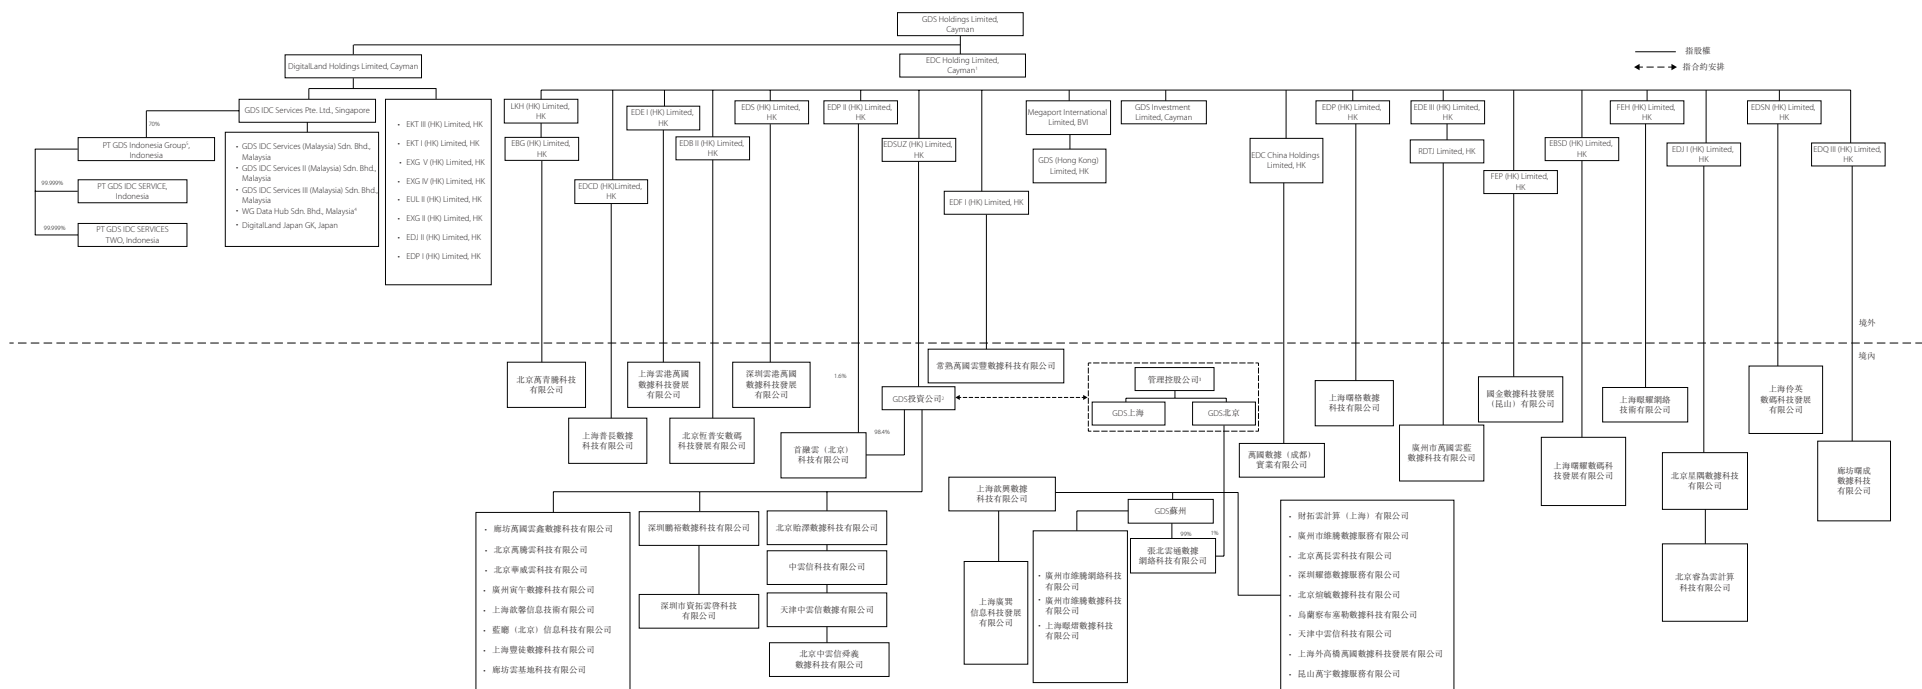 GDS Holdings Limited,
Cayman
DigitalLand Holdings Limited, Cayman
EDC Holding Limited,
Cayman¹
指股權
指合約安排
GDS IDC Services Pte. Ltd., Singapore
70%
PT GDS Indonesia Group⁵,
Indonesia
99.999%
PT GDS IDC SERVICE,
Indonesia
99.999%
PT GDS IDC SERVICES
TWO, Indonesia
• GDS IDC Services (Malaysia) Sdn. Bhd.,
Malaysia
• GDS IDC Services II (Malaysia) Sdn. Bhd.,
Malaysia
• GDS IDC Services III (Malaysia) Sdn. Bhd.,
Malaysia
• WG Data Hub Sdn. Bhd., Malaysia⁴
• DigitalLand Japan GK, Japan
• EKT III (HK) Limited, HK
• EKT I (HK) Limited, HK
• EXG V (HK) Limited, HK
• EXG IV (HK) Limited, HK
• EUL II (HK) Limited, HK
• EXG II (HK) Limited, HK
• EDJ II (HK) Limited, HK
• EDP I (HK) Limited, HK
LKH (HK) Limited,
HK
EBG (HK) Limited,
HK
EDCD (HK)Limited,
HK
EDE I (HK) Limited,
HK
EDB II (HK) Limited,
HK
EDS (HK) Limited,
HK
EDP II (HK) Limited,
HK
EDSUZ (HK) Limited,
HK
EDF I (HK) Limited, HK
Megaport International
Limited, BVI
GDS (Hong Kong)
Limited, HK
GDS Investment
Limited, Cayman
EDC China Holdings
Limited, HK
EDP (HK) Limited,
HK
EDE III (HK) Limited,
HK
RDTJ Limited, HK
FEP (HK) Limited,
HK
EBSD (HK) Limited,
HK
FEH (HK) Limited,
HK
EDJ I (HK) Limited,
HK
EDSN (HK) Limited,
HK
EDQ III (HK) Limited,
HK
境外
境內
北京萬青騰科技
有限公司
上海普長數據
科技有限公司
上海雲港萬國
數據科技發展
有限公司
北京恆普安數碼
科技發展有限公司
深圳雲港萬國
數據科技發展
有限公司
1.6%
98.4%
首融雲（北京）
科技有限公司
GDS投資公司²
常熟萬國雲豐數據科技有限公司
管理控股公司³
GDS上海
GDS北京
萬國數據（成都）
實業有限公司
上海曙格數據
科技有限公司
廣州市萬國雲藍
數據科技有限公司
國金數據科技發展
（昆山）有限公司
上海曙耀數碼科
技發展有限公司
上海頤耀網絡
技術有限公司
北京星隅數據科技
有限公司
北京睿為雲計算
科技有限公司
上海伶英
數碼科技發展
有限公司
廊坊曙成
數據科技
有限公司
• 廊坊萬國雲鑫數據科技有限公司
• 北京萬騰雲科技有限公司
• 北京華威雲科技有限公司
• 廣州寅午數據科技有限公司
• 上海歆馨信息技術有限公司
• 藍廳（北京）信息科技有限公司
• 上海豐徒數據科技有限公司
• 廊坊雲基地科技有限公司
深圳鵬裕數據科技有限公司
深圳市資拓雲啓科技
有限公司
北京貽澤數據科技有限公司
中雲信科技有限公司
天津中雲信數據有限公司
北京中雲信舜義
數據科技有限公司
上海歆興數據
科技有限公司
上海廣巽
信息科技發展
有限公司
GDS蘇州
99%
1%
張北雲通數據
網絡科技有限公司
• 廣州市維騰網絡科技
有限公司
• 廣州市維騰數據科技
有限公司
• 上海頤熠數據科技
有限公司
• 財拓雲計算（上海）有限公司
• 廣州市維騰數據服務有限公司
• 北京萬長雲科技有限公司
• 深圳耀德數據服務有限公司
• 北京煊毓數據科技有限公司
• 烏蘭察布塞勒數據科技有限公司
• 天津中雲信科技有限公司
• 上海外高橋萬國數據科技發展有限公司
• 昆山萬宇數據服務有限公司